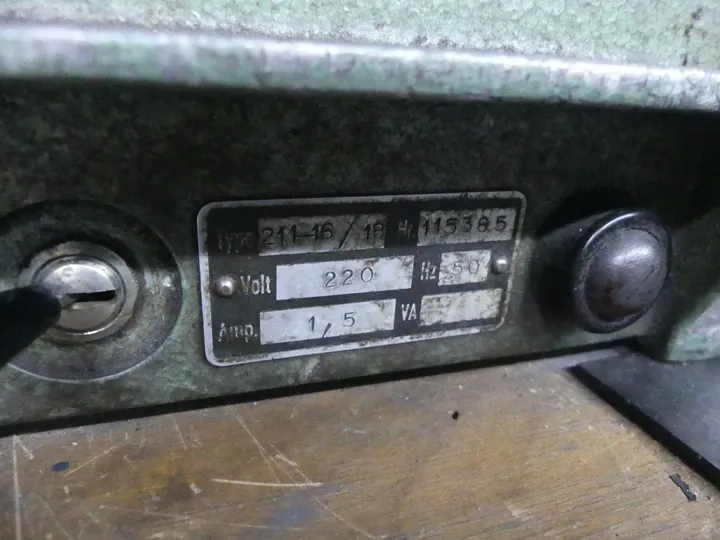 Type 211-16/18 Nr. 115385
Volt 220 Hz 50
Amp. 1,5 VA